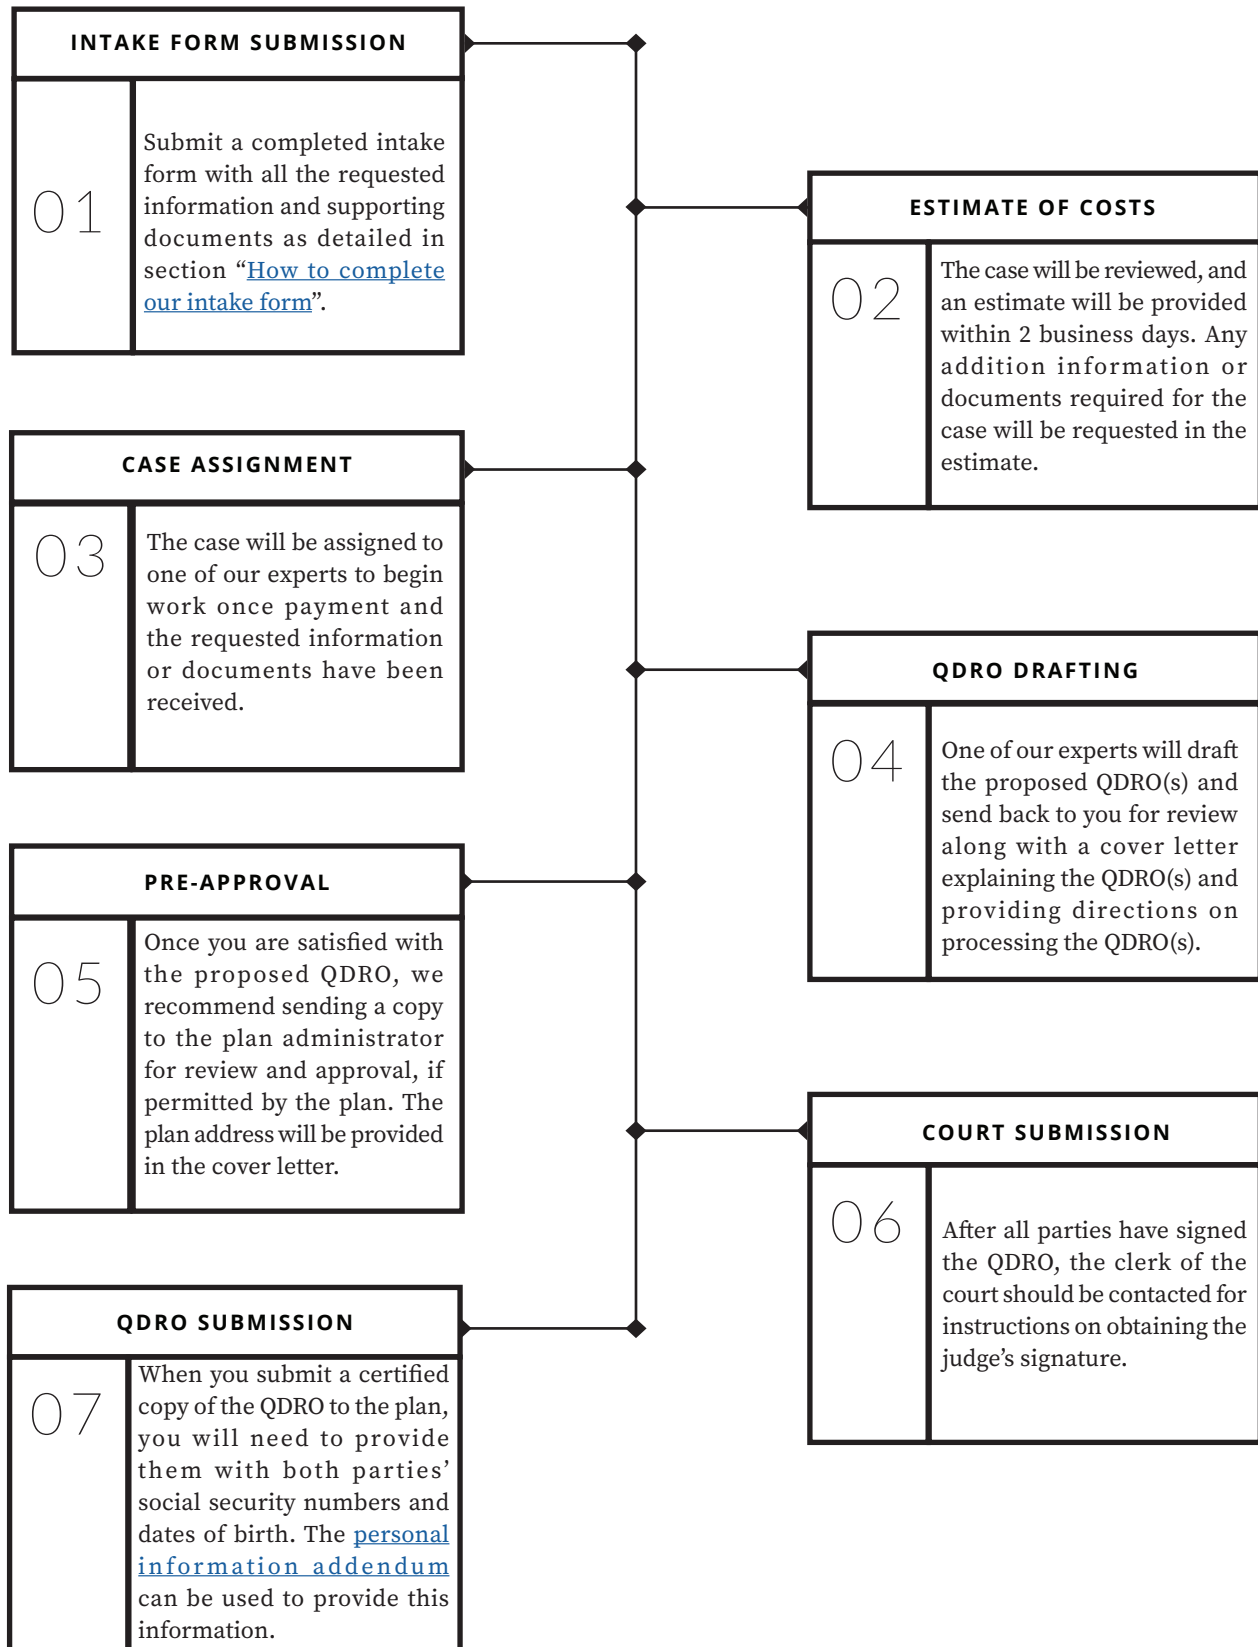 INTAKE FORM SUBMISSION
01
Submit a completed intake
form with all the requested
information and supporting
documents as detailed in
section “How to complete
our intake form”.
ESTIMATE OF COSTS
02
The case will be reviewed, and
an estimate will be provided
within 2 business days. Any
addition information or
documents required for the
case will be requested in the
estimate.
CASE ASSIGNMENT
03
The case will be assigned to
one of our experts to begin
work once payment and
the requested information
or documents have been
received.
QDRO DRAFTING
04
One of our experts will draft
the proposed QDRO(s) and
send back to you for review
along with a cover letter
explaining the QDRO(s) and
providing directions on
processing the QDRO(s).
PRE-APPROVAL
05
Once you are satisfied with
the proposed QDRO, we
recommend sending a copy
to the plan administrator
for review and approval, if
permitted by the plan. The
plan address will be provided
in the cover letter.
COURT SUBMISSION
06
After all parties have signed
the QDRO, the clerk of the
court should be contacted for
instructions on obtaining the
judge’s signature.
QDRO SUBMISSION
07
When you submit a certified
copy of the QDRO to the plan,
you will need to provide
them with both parties’
social security numbers and
dates of birth. The personal
information addendum
can be used to provide this
information.